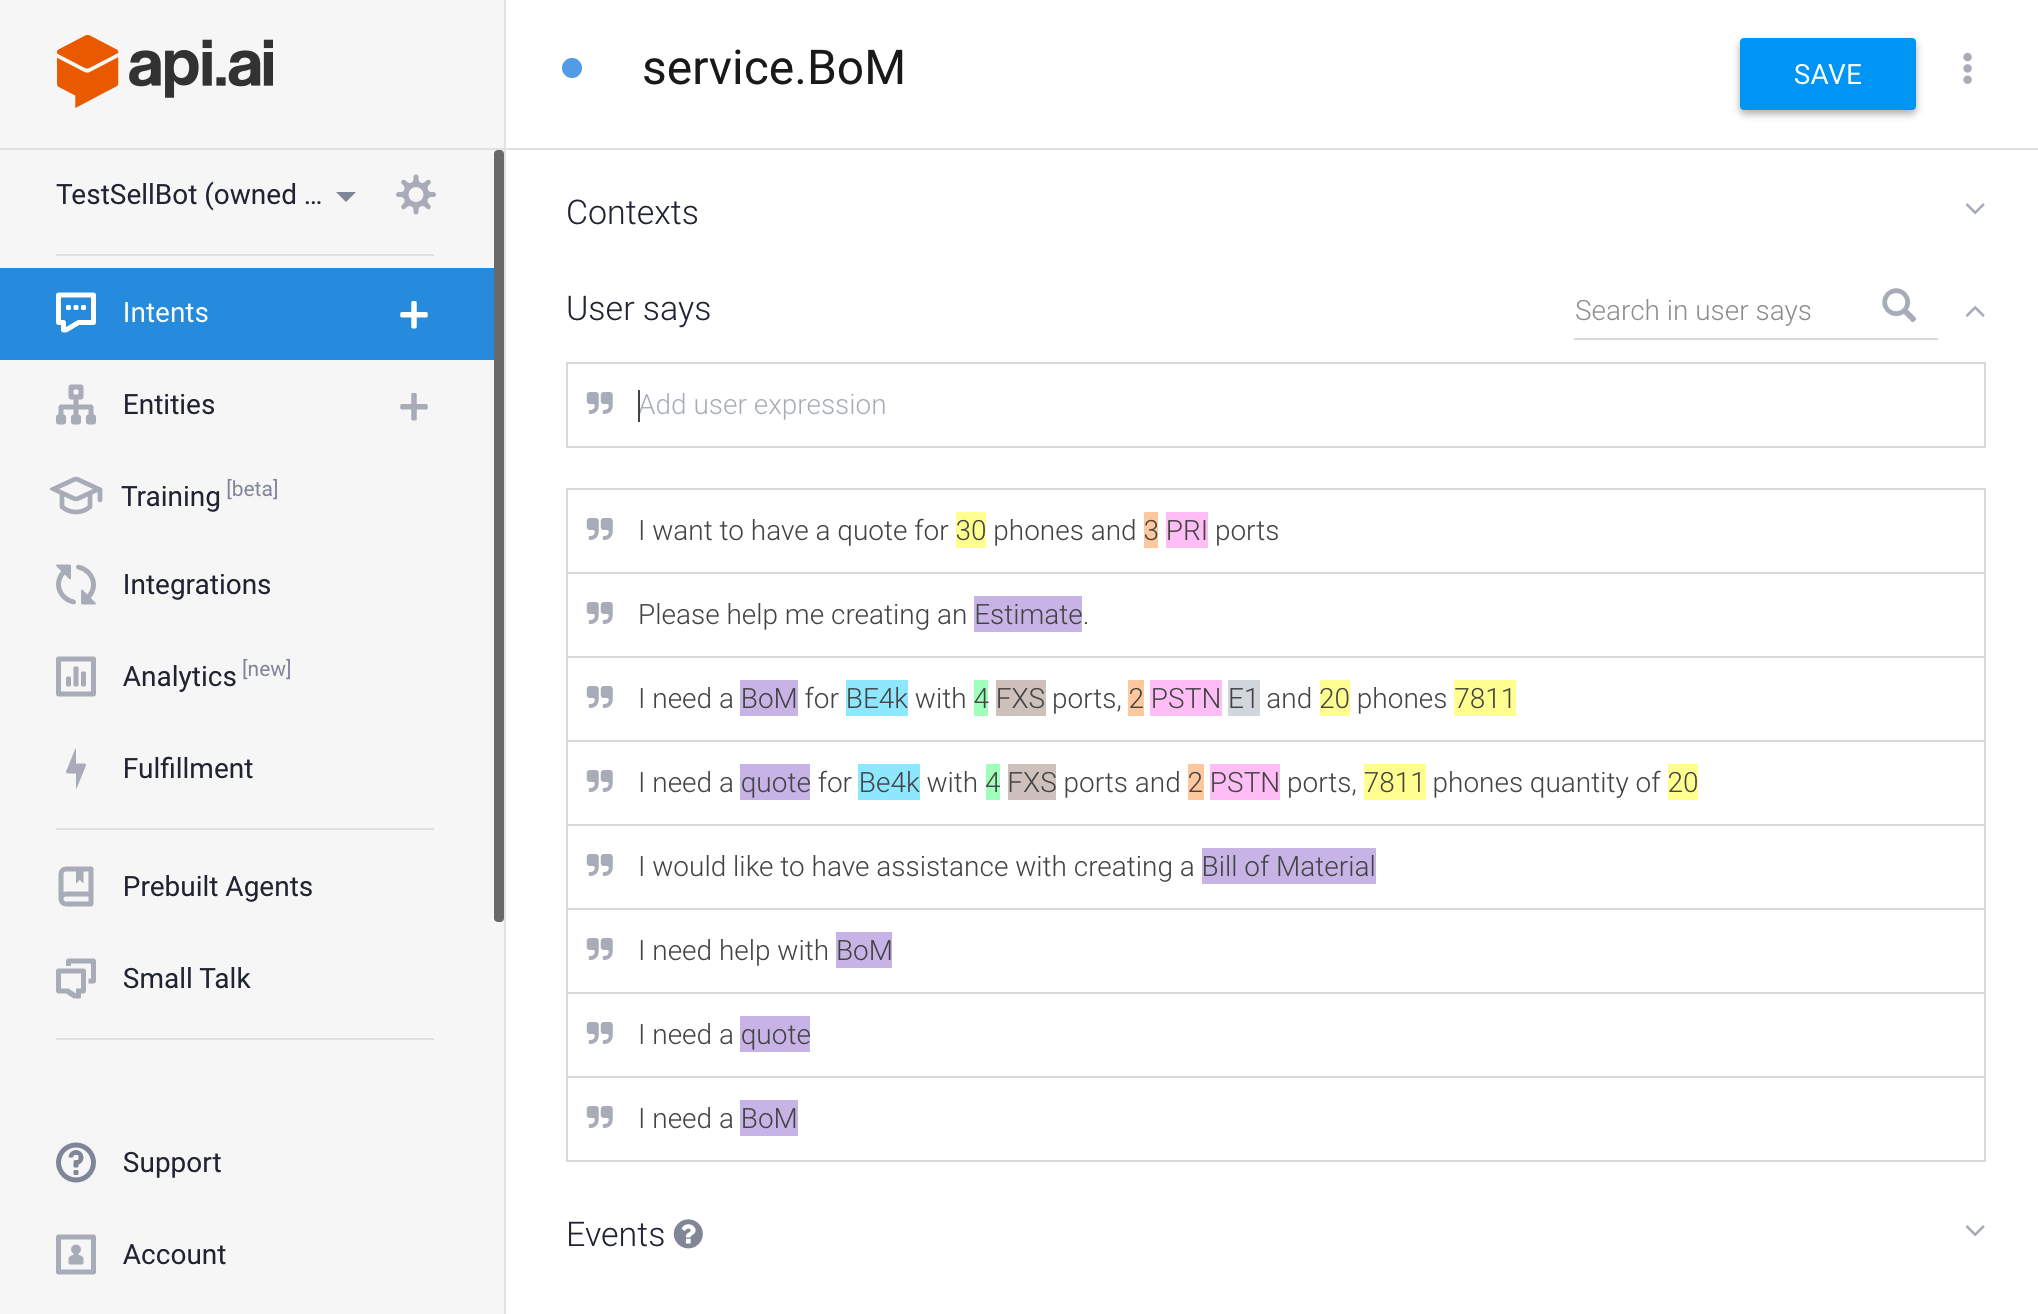 api.ai
service.BoM
SAVE
TestSellBot (owned ...
Intents
Entities
Training [beta]
Integrations
Analytics [new]
Fulfillment
Prebuilt Agents
Small Talk
Support
Account
Contexts
User says
Search in user says
Add user expression
I want to have a quote for 30 phones and 3 PRI ports
Please help me creating an Estimate.
I need a BoM for BE4k with 4 FXS ports, 2 PSTN E1 and 20 phones 7811
I need a quote for Be4k with 4 FXS ports and 2 PSTN ports, 7811 phones quantity of 20
I would like to have assistance with creating a Bill of Material
I need help with BoM
I need a quote
I need a BoM
Events